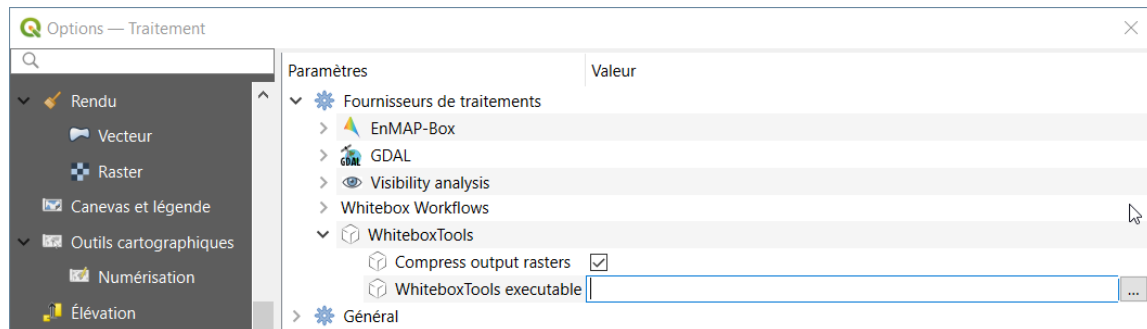 Options — Traitement
Paramètres Valeur
Rendu
Vecteur
Raster
Canevas et légende
Outils cartographiques
Numérisation
Élévation
Fournisseurs de traitements
EnMAP-Box
GDAL GDAL
Visibility analysis
Whitebox Workflows
WhiteboxTools
Compress output rasters
WhiteboxTools executable ...
Général